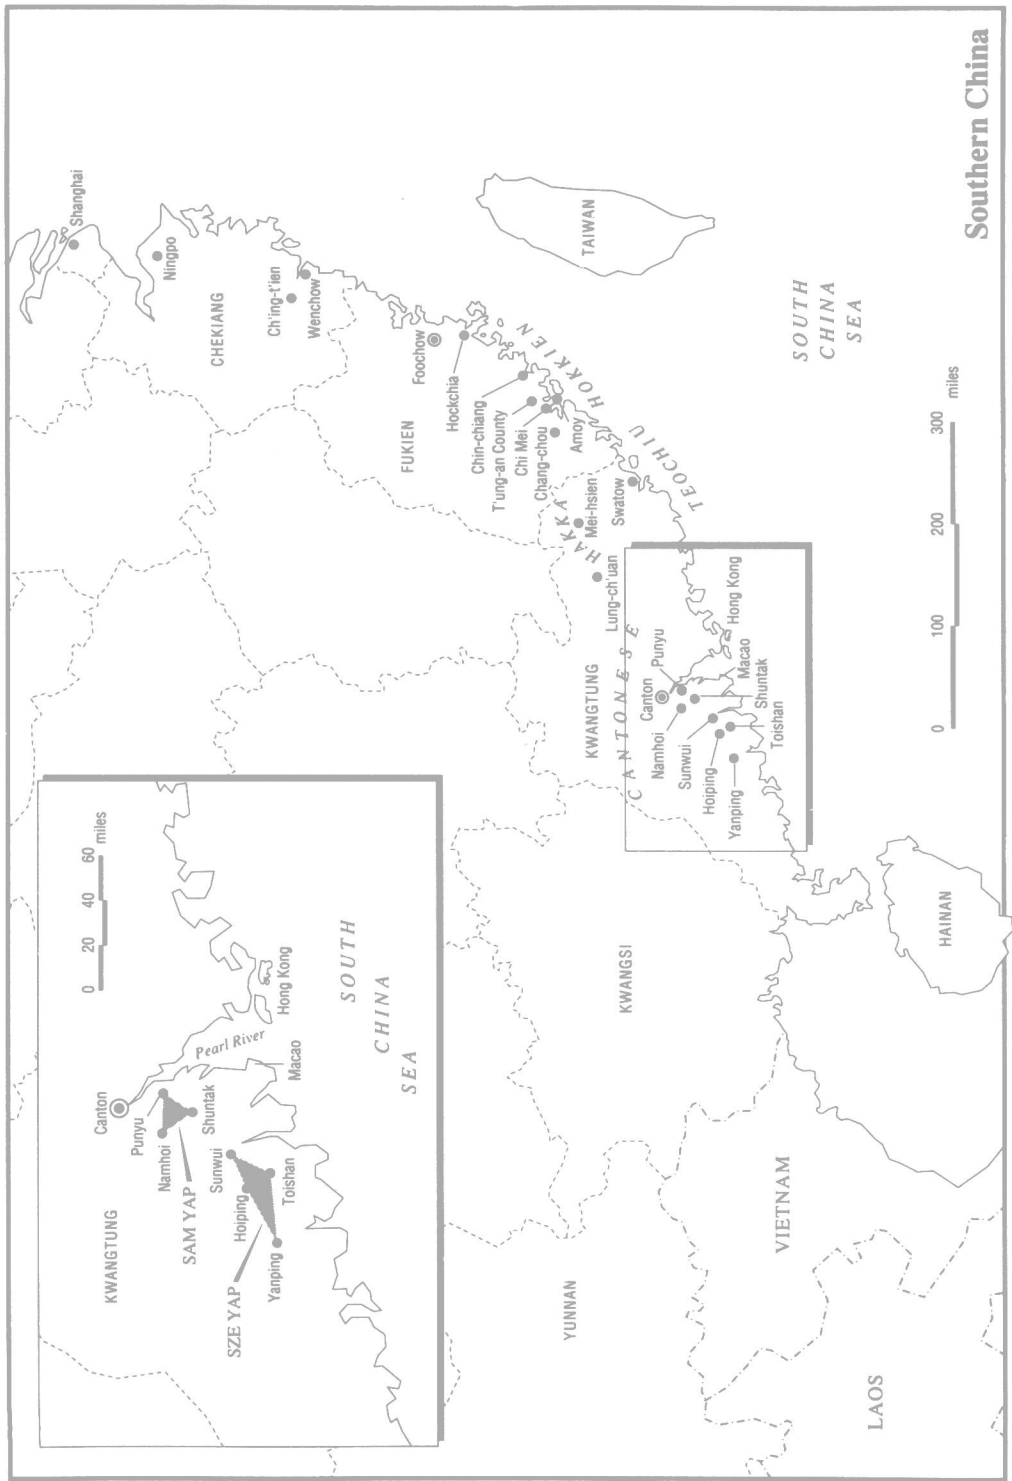 Southern China
Shanghai
Ningpo
CHEKIANG
Ch'ing-t'ien
Wenchow
Foochow
FUKIEN
Hockchia
Chin-chiang
T'ung-an County
Chi Mei
Chang-chou
Amoy
HOKKIEN
TAIWAN
TEOCHIU
Swatow
HAKKA
Mei-hsien
Lung-ch'uan
SOUTH
CHINA
SEA
KWANGTUNG
CANTONESE
Canton
Punyu
Namhoi
Sunwui
Hoiping
Yanping
Hong Kong
Macao
Shuntak
Toishan
0 100 200 300
miles
KWANGSI
HAINAN
YUNNAN
VIETNAM
LAOS
0 20 40 60
miles
KWANGTUNG
Canton
Punyu
Namhoi
SAM YAP
Shuntak
Sunwui
Hoiping
SZE YAP
Yanping
Toishan
Pearl River
Macao
Hong Kong
SOUTH
CHINA
SEA